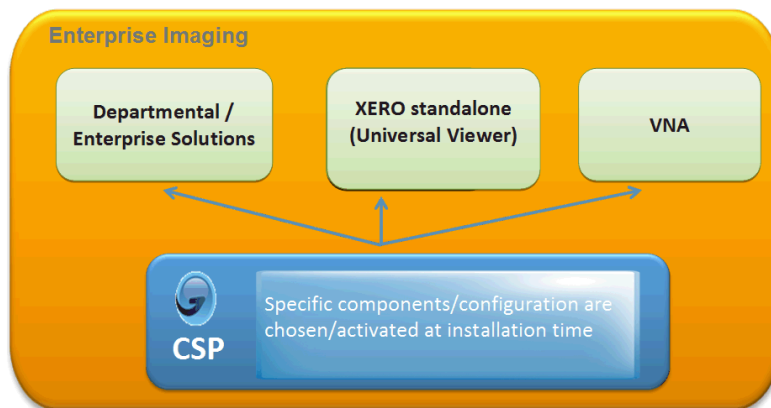 Enterprise Imaging
Departmental /
Enterprise Solutions
XERO standalone
(Universal Viewer)
VNA
CSP
Specific components/configuration are
chosen/activated at installation time